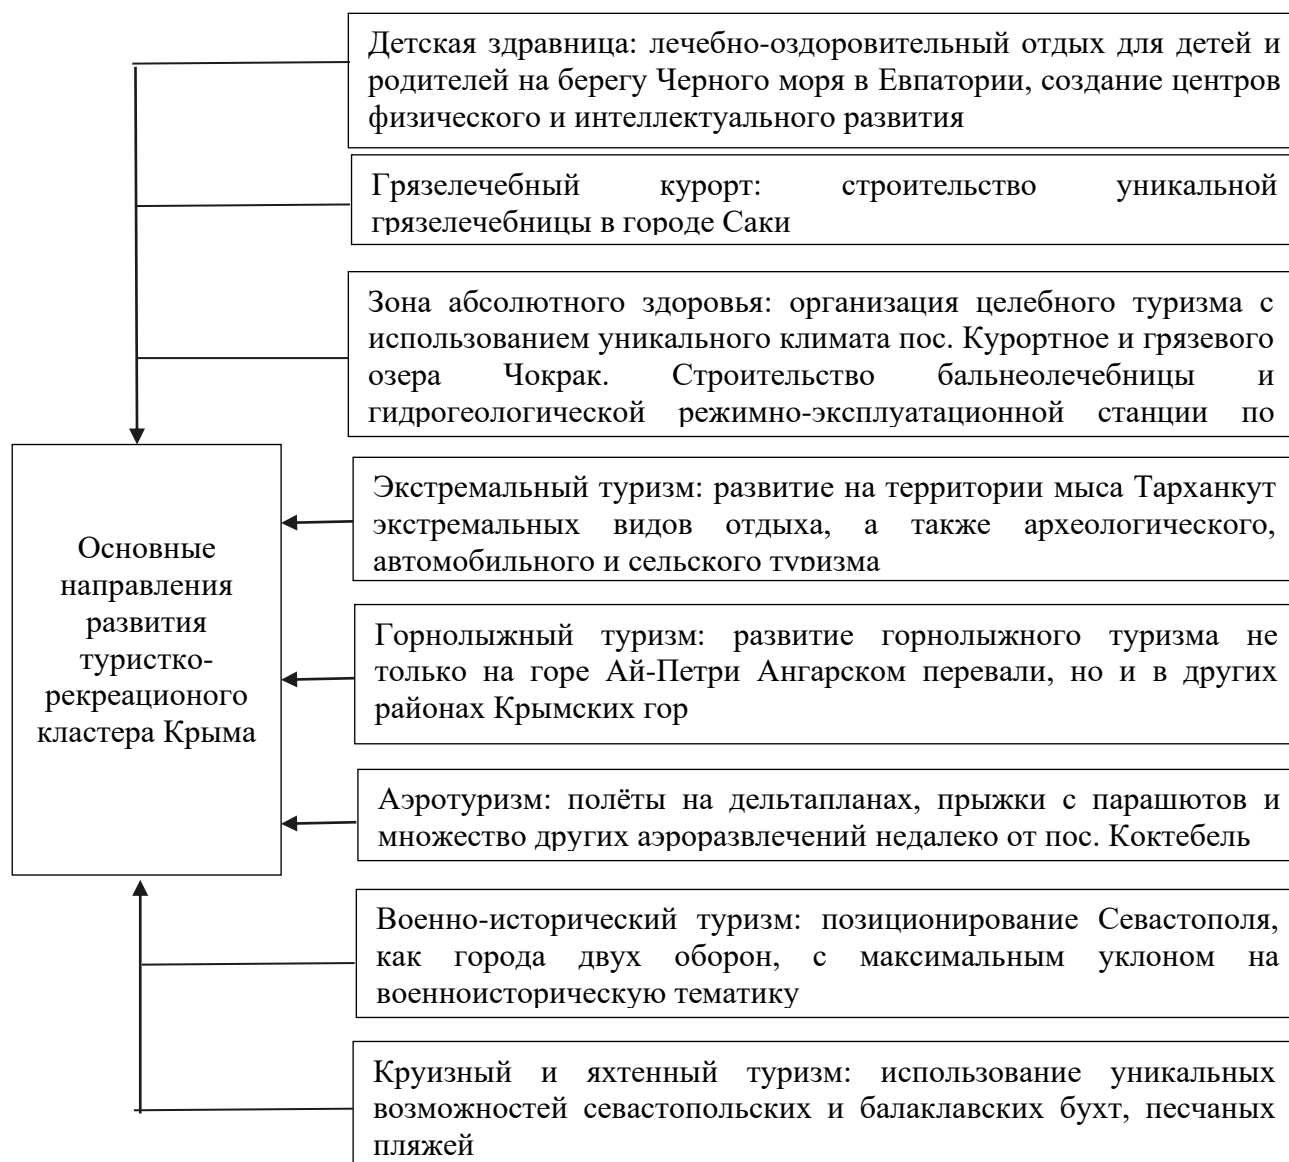 Детская здравница: лечебно-оздоровительный отдых для детей и
родителей на берегу Черного моря в Евпатории, создание центров
физического и интеллектуального развития
Грязелечебный курорт: строительство уникальной
грязелечебницы в городе Саки
Зона абсолютного здоровья: организация целебного туризма с
использованием уникального климата пос. Курортное и грязевого
озера Чокрак. Строительство бальнеолечебницы и
гидрогеологической режимно-эксплуатационной станции по
Основные
направления
развития
туристко-
рекреационого
кластера Крыма
Экстремальный туризм: развитие на территории мыса Тарханкут
экстремальных видов отдыха, а также археологического,
автомобильного и сельского туризма
Горнолыжный туризм: развитие горнолыжного туризма не
только на горе Ай-Петри Ангарском перевали, но и в других
районах Крымских гор
Аэротуризм: полёты на дельтапланах, прыжки с парашютов и
множество других аэроразвлечений недалеко от пос. Коктебель
Военно-исторический туризм: позиционирование Севастополя,
как города двух оборон, с максимальным уклоном на
военноисторическую тематику
Круизный и яхтенный туризм: использование уникальных
возможностей севастопольских и балаклавских бухт, песчаных
пляжей